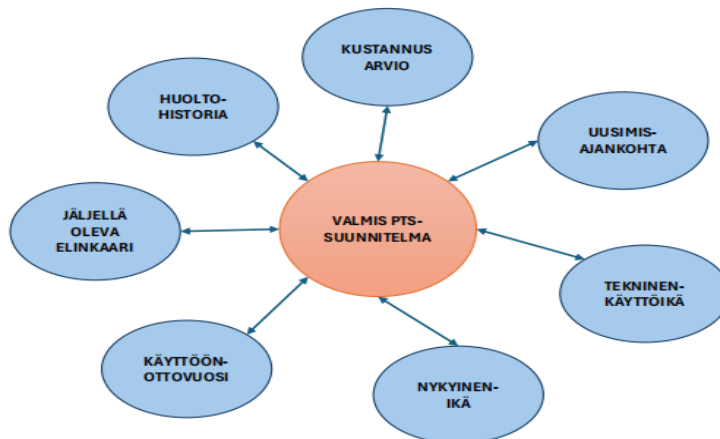 KUSTANNUS
ARVIO
HUOLTO-
HISTORIA
UUSIMIS-
AJANKOHTA
JÄLJELLÄ
OLEVA
ELINKAARI
VALMIS PTS-
SUUNNITELMA
TEKNINEN-
KÄYTTÖIKÄ
KÄYTTÖÖN-
OTTOVUOSI
NYKYINEN-
IKÄ